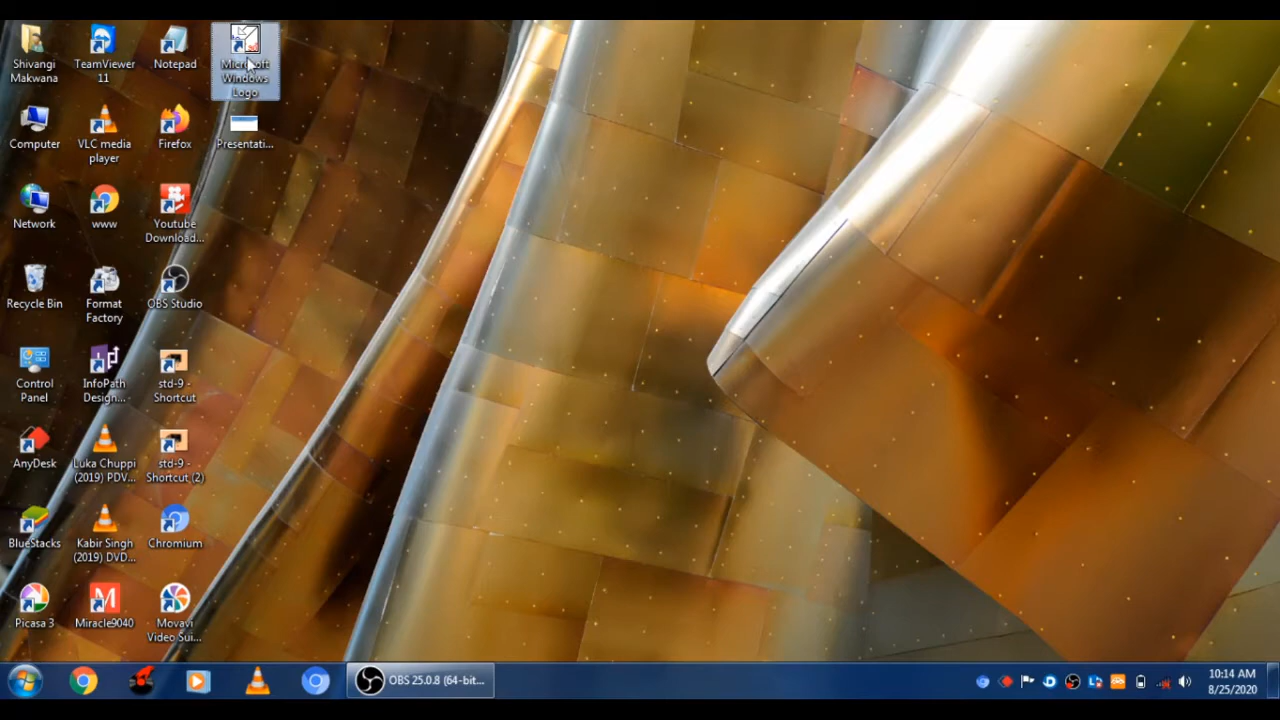 Shivangi
Makwana
TeamViewer
11
Notepad
Microsoft
Windows
Logo
Computer
VLC media
player
Firefox
Presentati...
Network
www
Youtube
Download...
Recycle Bin
Format
Factory
OBS Studio
Control
Panel
InfoPath
Design...
std-9 -
Shortcut
AnyDesk
Luka Chuppi
(2019) PDV...
std-9 -
Shortcut (2)
BlueStacks
Kabir Singh
(2019) DVD...
Chromium
Picasa 3
Miracle9040
Movavi
Video Sui...
OBS 25.0.8 (64-bit...
10:14 AM
8/25/2020